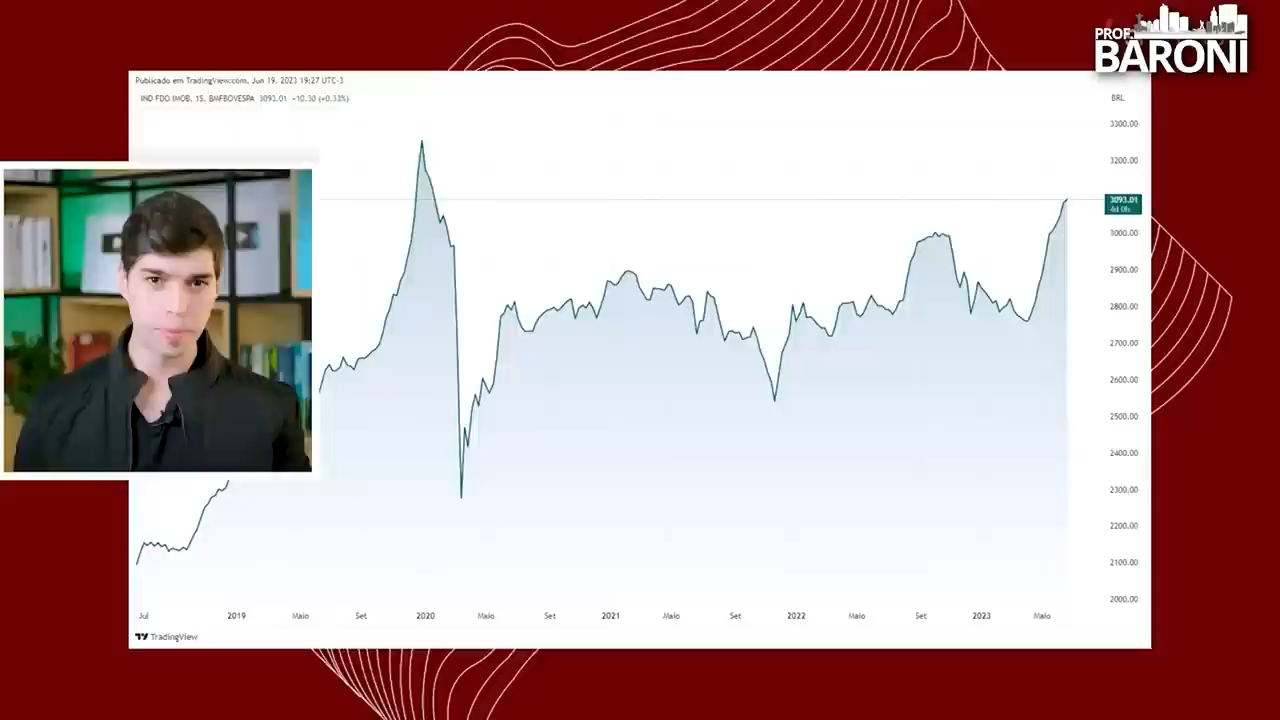 PROF.
BARONI
Publicado em TradingView.com, Jun 19, 2023 19:27 UTC-3
IND FDO IMOB, 15, BMFBOVESPA 3093.01 +10.30 (+0.33%)
BRL
3300.00
3200.00
3093.01
4d 0h
3000.00
2900.00
2800.00
2700.00
2600.00
2500.00
2400.00
2300.00
2200.00
2100.00
2000.00
Jul 2019 Maio Set 2020 Maio Set 2021 Maio Set 2022 Maio Set 2023 Maio
TradingView